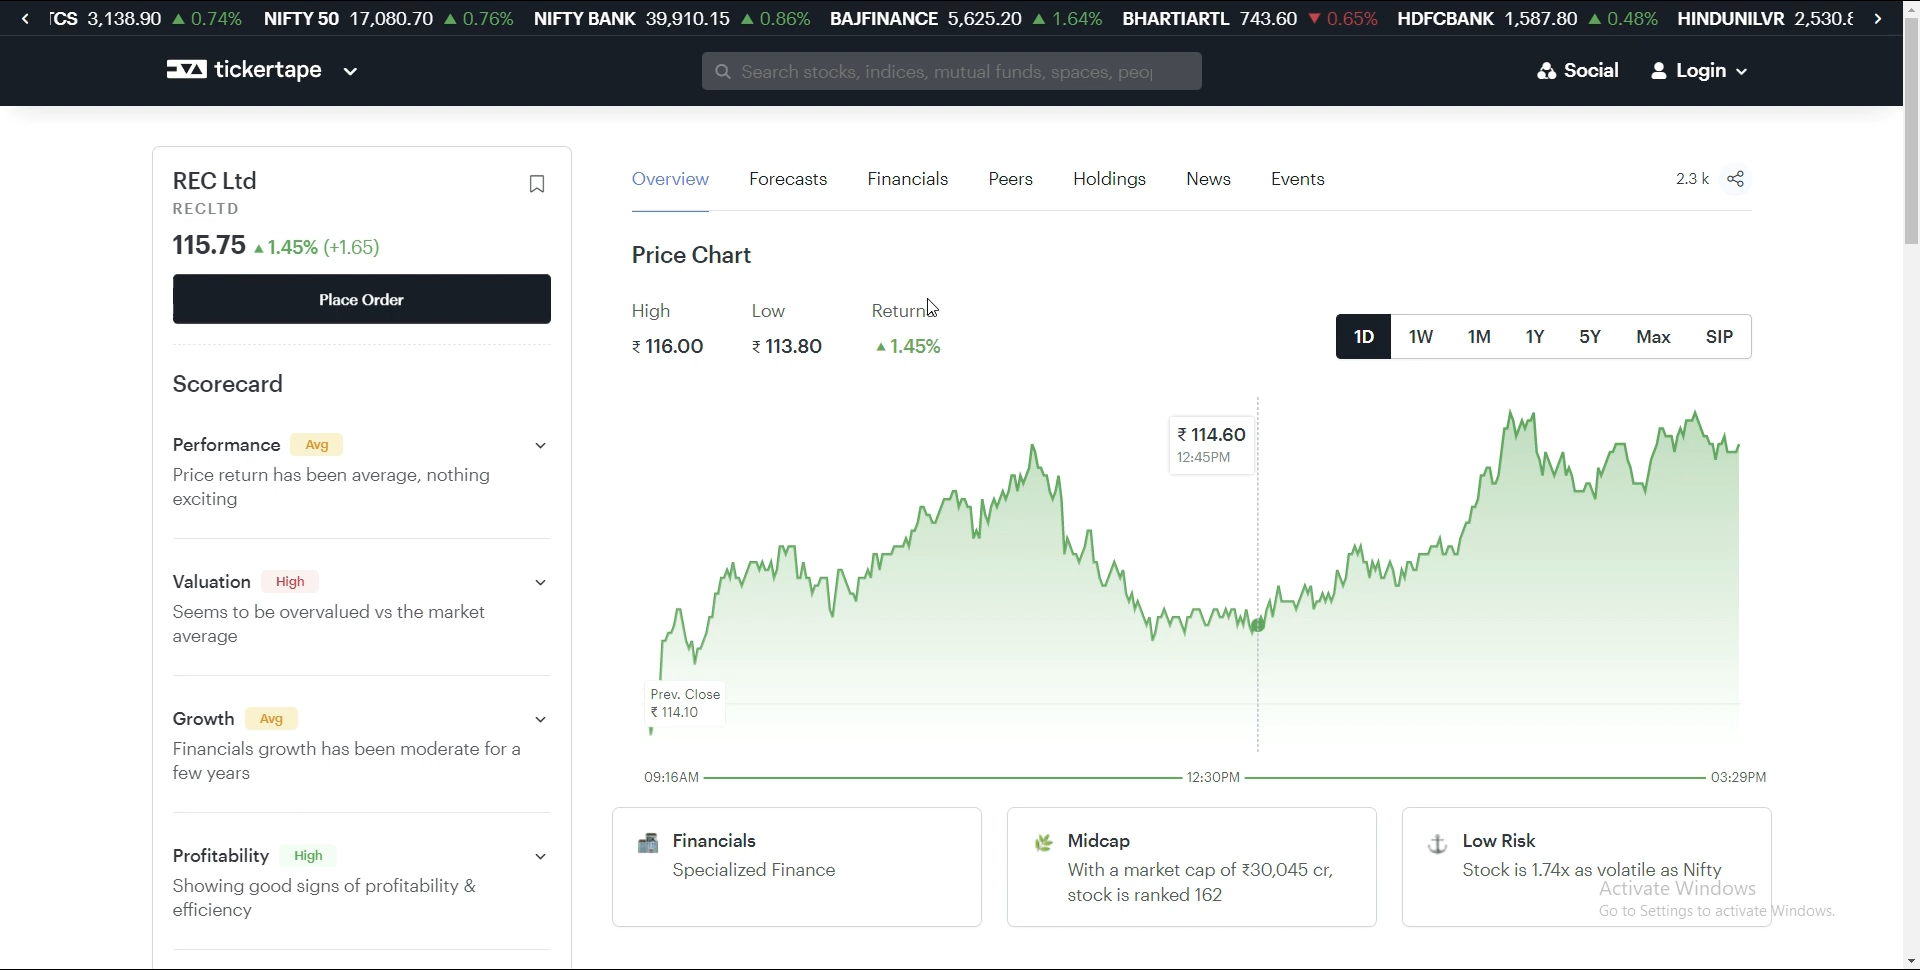 TCS 3,138.90 ▲ 0.74% NIFTY 50 17,080.70 ▲ 0.76% NIFTY BANK 39,910.15 ▲ 0.86% BAJFINANCE 5,625.20 ▲ 1.64% BHARTIARTL 743.60 ▼ 0.65% HDFCBANK 1,587.80 ▲ 0.48% HINDUNILVR 2,530.
tickertape
Search stocks, indices, mutual funds, spaces,
Social
Login
REC Ltd
RECLTD
115.75 ▲ 1.45% (+1.65)
Place Order
Scorecard
Performance Avg
Price return has been average, nothing
exciting
Valuation High
Seems to be overvalued vs the market
average
Growth Avg
Financials growth has been moderate for a
few years
Profitability High
Showing good signs of profitability &
efficiency
Overview Forecasts Financials Peers Holdings News Events
2.3 k
Price Chart
High Low Return
₹ 116.00 ₹ 113.80 ▲ 1.45%
1D 1W 1M 1Y 5Y Max SIP
₹ 114.60
12:45PM
Prev. Close
₹ 114.10
09:16AM 12:30PM 03:29PM
Financials
Specialized Finance
Midcap
With a market cap of ₹30,045 cr,
stock is ranked 162
Low Risk
Stock is 1.74x as volatile as Nifty
Activate Windows
Go to Settings to activate Windows.